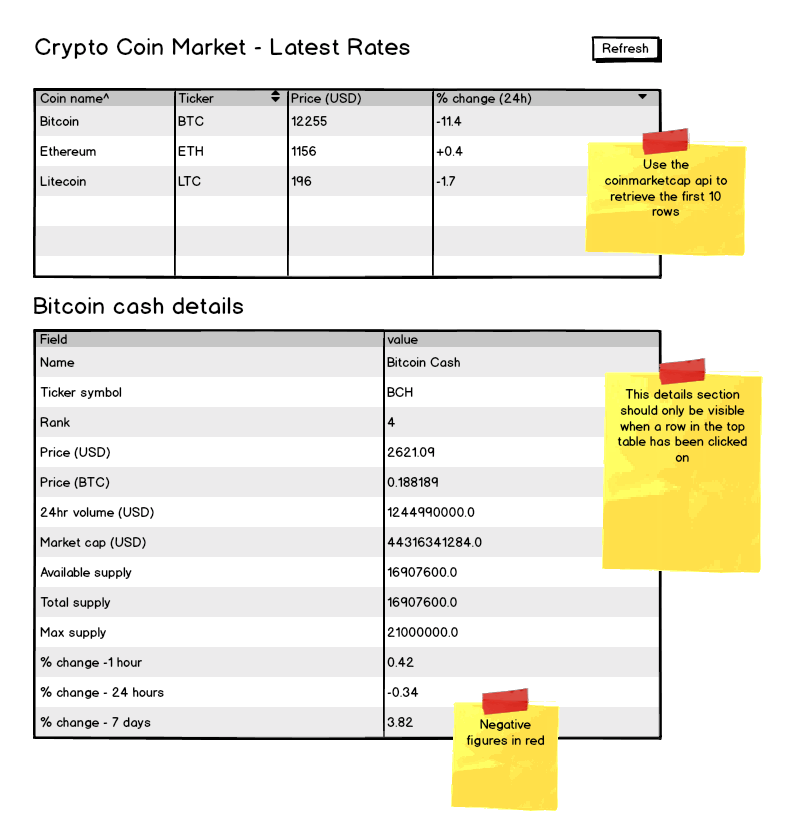 Crypto Coin Market - Latest Rates
Refresh
Coin name^ Ticker Price (USD) % change (24h)
Bitcoin BTC 12255 -11.4
Ethereum ETH 1156 +0.4
Litecoin LTC 196 -1.7
Use the
coinmarketcap api to
retrieve the first 10
rows
Bitcoin cash details
Field value
Name Bitcoin Cash
Ticker symbol BCH
Rank 4
Price (USD) 2621.09
Price (BTC) 0.188189
24hr volume (USD) 1244990000.0
Market cap (USD) 44316341284.0
Available supply 16907600.0
Total supply 16907600.0
Max supply 21000000.0
% change -1 hour 0.42
% change - 24 hours -0.34
% change - 7 days 3.82
This details section
should only be visible
when a row in the top
table has been clicked
on
Negative
figures in red